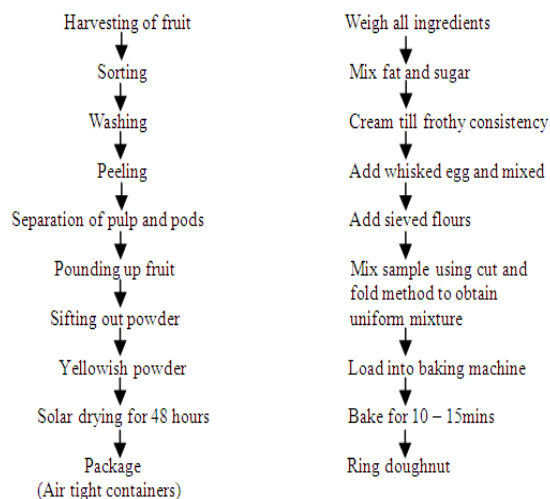 Harvesting of fruit
Sorting
Washing
Peeling
Separation of pulp and pods
Pounding up fruit
Sifting out powder
Yellowish powder
Solar drying for 48 hours
Package
(Air tight containers)
Weigh all ingredients
Mix fat and sugar
Cream till frothy consistency
Add whisked egg and mixed
Add sieved flours
Mix sample using cut and
fold method to obtain
uniform mixture
Load into baking machine
Bake for 10 – 15mins
Ring doughnut